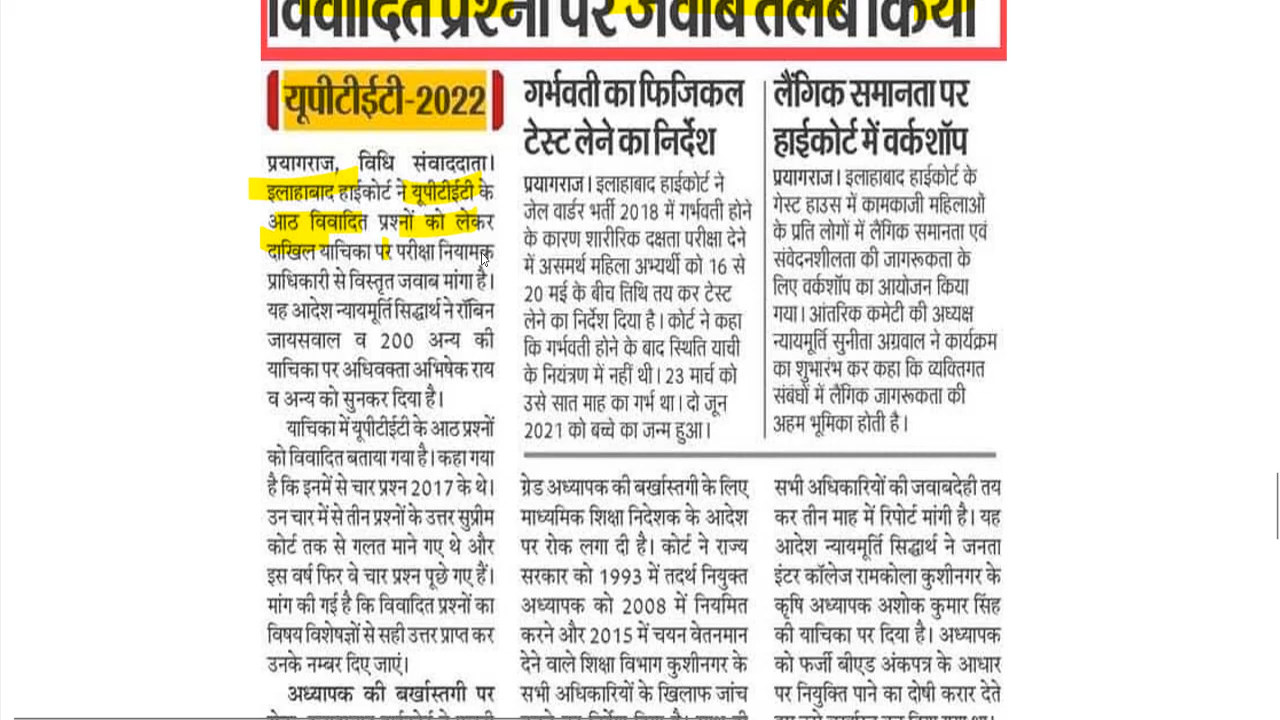 विवादित प्रश्नों पर जवाब तलब किया
यूपीटीईटी-2022
प्रयागराज, विधि संवाददाता।
इलाहाबाद हाईकोर्ट ने यूपीटीईटी के
आठ विवादित प्रश्नों को लेकर
दाखिल याचिका पर परीक्षा नियामक
प्राधिकारी से विस्तृत जवाब मांगा है।
यह आदेश न्यायमूर्ति सिद्धार्थ ने रॉबिन
जायसवाल व 200 अन्य की
याचिका पर अधिवक्ता अभिषेक राय
व अन्य को सुनकर दिया है।
याचिका में यूपीटीईटी के आठ प्रश्नों
को विवादित बताया गया है। कहा गया
है कि इनमें से चार प्रश्न 2017 के थे।
उन चार में से तीन प्रश्नों के उत्तर सुप्रीम
कोर्ट तक से गलत माने गए थे और
इस वर्ष फिर वे चार प्रश्न पूछे गए हैं।
मांग की गई है कि विवादित प्रश्नों का
विषय विशेषज्ञों से सही उत्तर प्राप्त कर
उनके नम्बर दिए जाएं।
अध्यापक की बर्खास्तगी पर
गर्भवती का फिजिकल
टेस्ट लेने का निर्देश
प्रयागराज। इलाहाबाद हाईकोर्ट ने
जेल वार्डर भर्ती 2018 में गर्भवती होने
के कारण शारीरिक दक्षता परीक्षा देने
में असमर्थ महिला अभ्यर्थी को 16 से
20 मई के बीच तिथि तय कर टेस्ट
लेने का निर्देश दिया है। कोर्ट ने कहा
कि गर्भवती होने के बाद स्थिति याची
के नियंत्रण में नहीं थी। 23 मार्च को
उसे सात माह का गर्भ था। दो जून
2021 को बच्चे का जन्म हुआ।
लैंगिक समानता पर
हाईकोर्ट में वर्कशॉप
प्रयागराज। इलाहाबाद हाईकोर्ट के
गेस्ट हाउस में कामकाजी महिलाओं
के प्रति लोगों में लैंगिक समानता एवं
संवेदनशीलता की जागरूकता के
लिए वर्कशॉप का आयोजन किया
गया। आंतरिक कमेटी की अध्यक्ष
न्यायमूर्ति सुनीता अग्रवाल ने कार्यक्रम
का शुभारंभ कर कहा कि व्यक्तिगत
संबंधों में लैंगिक जागरूकता की
अहम भूमिका होती है।
ग्रेड अध्यापक की बर्खास्तगी के लिए
माध्यमिक शिक्षा निदेशक के आदेश
पर रोक लगा दी है। कोर्ट ने राज्य
सरकार को 1993 में तदर्थ नियुक्त
अध्यापक को 2008 में नियमित
करने और 2015 में चयन वेतनमान
देने वाले शिक्षा विभाग कुशीनगर के
सभी अधिकारियों के खिलाफ जांच
सभी अधिकारियों की जवाबदेही तय
कर तीन माह में रिपोर्ट मांगी है। यह
आदेश न्यायमूर्ति सिद्धार्थ ने जनता
इंटर कॉलेज रामकोला कुशीनगर के
कृषि अध्यापक अशोक कुमार सिंह
की याचिका पर दिया है। अध्यापक
को फर्जी बीएड अंकपत्र के आधार
पर नियुक्ति पाने का दोषी करार देते